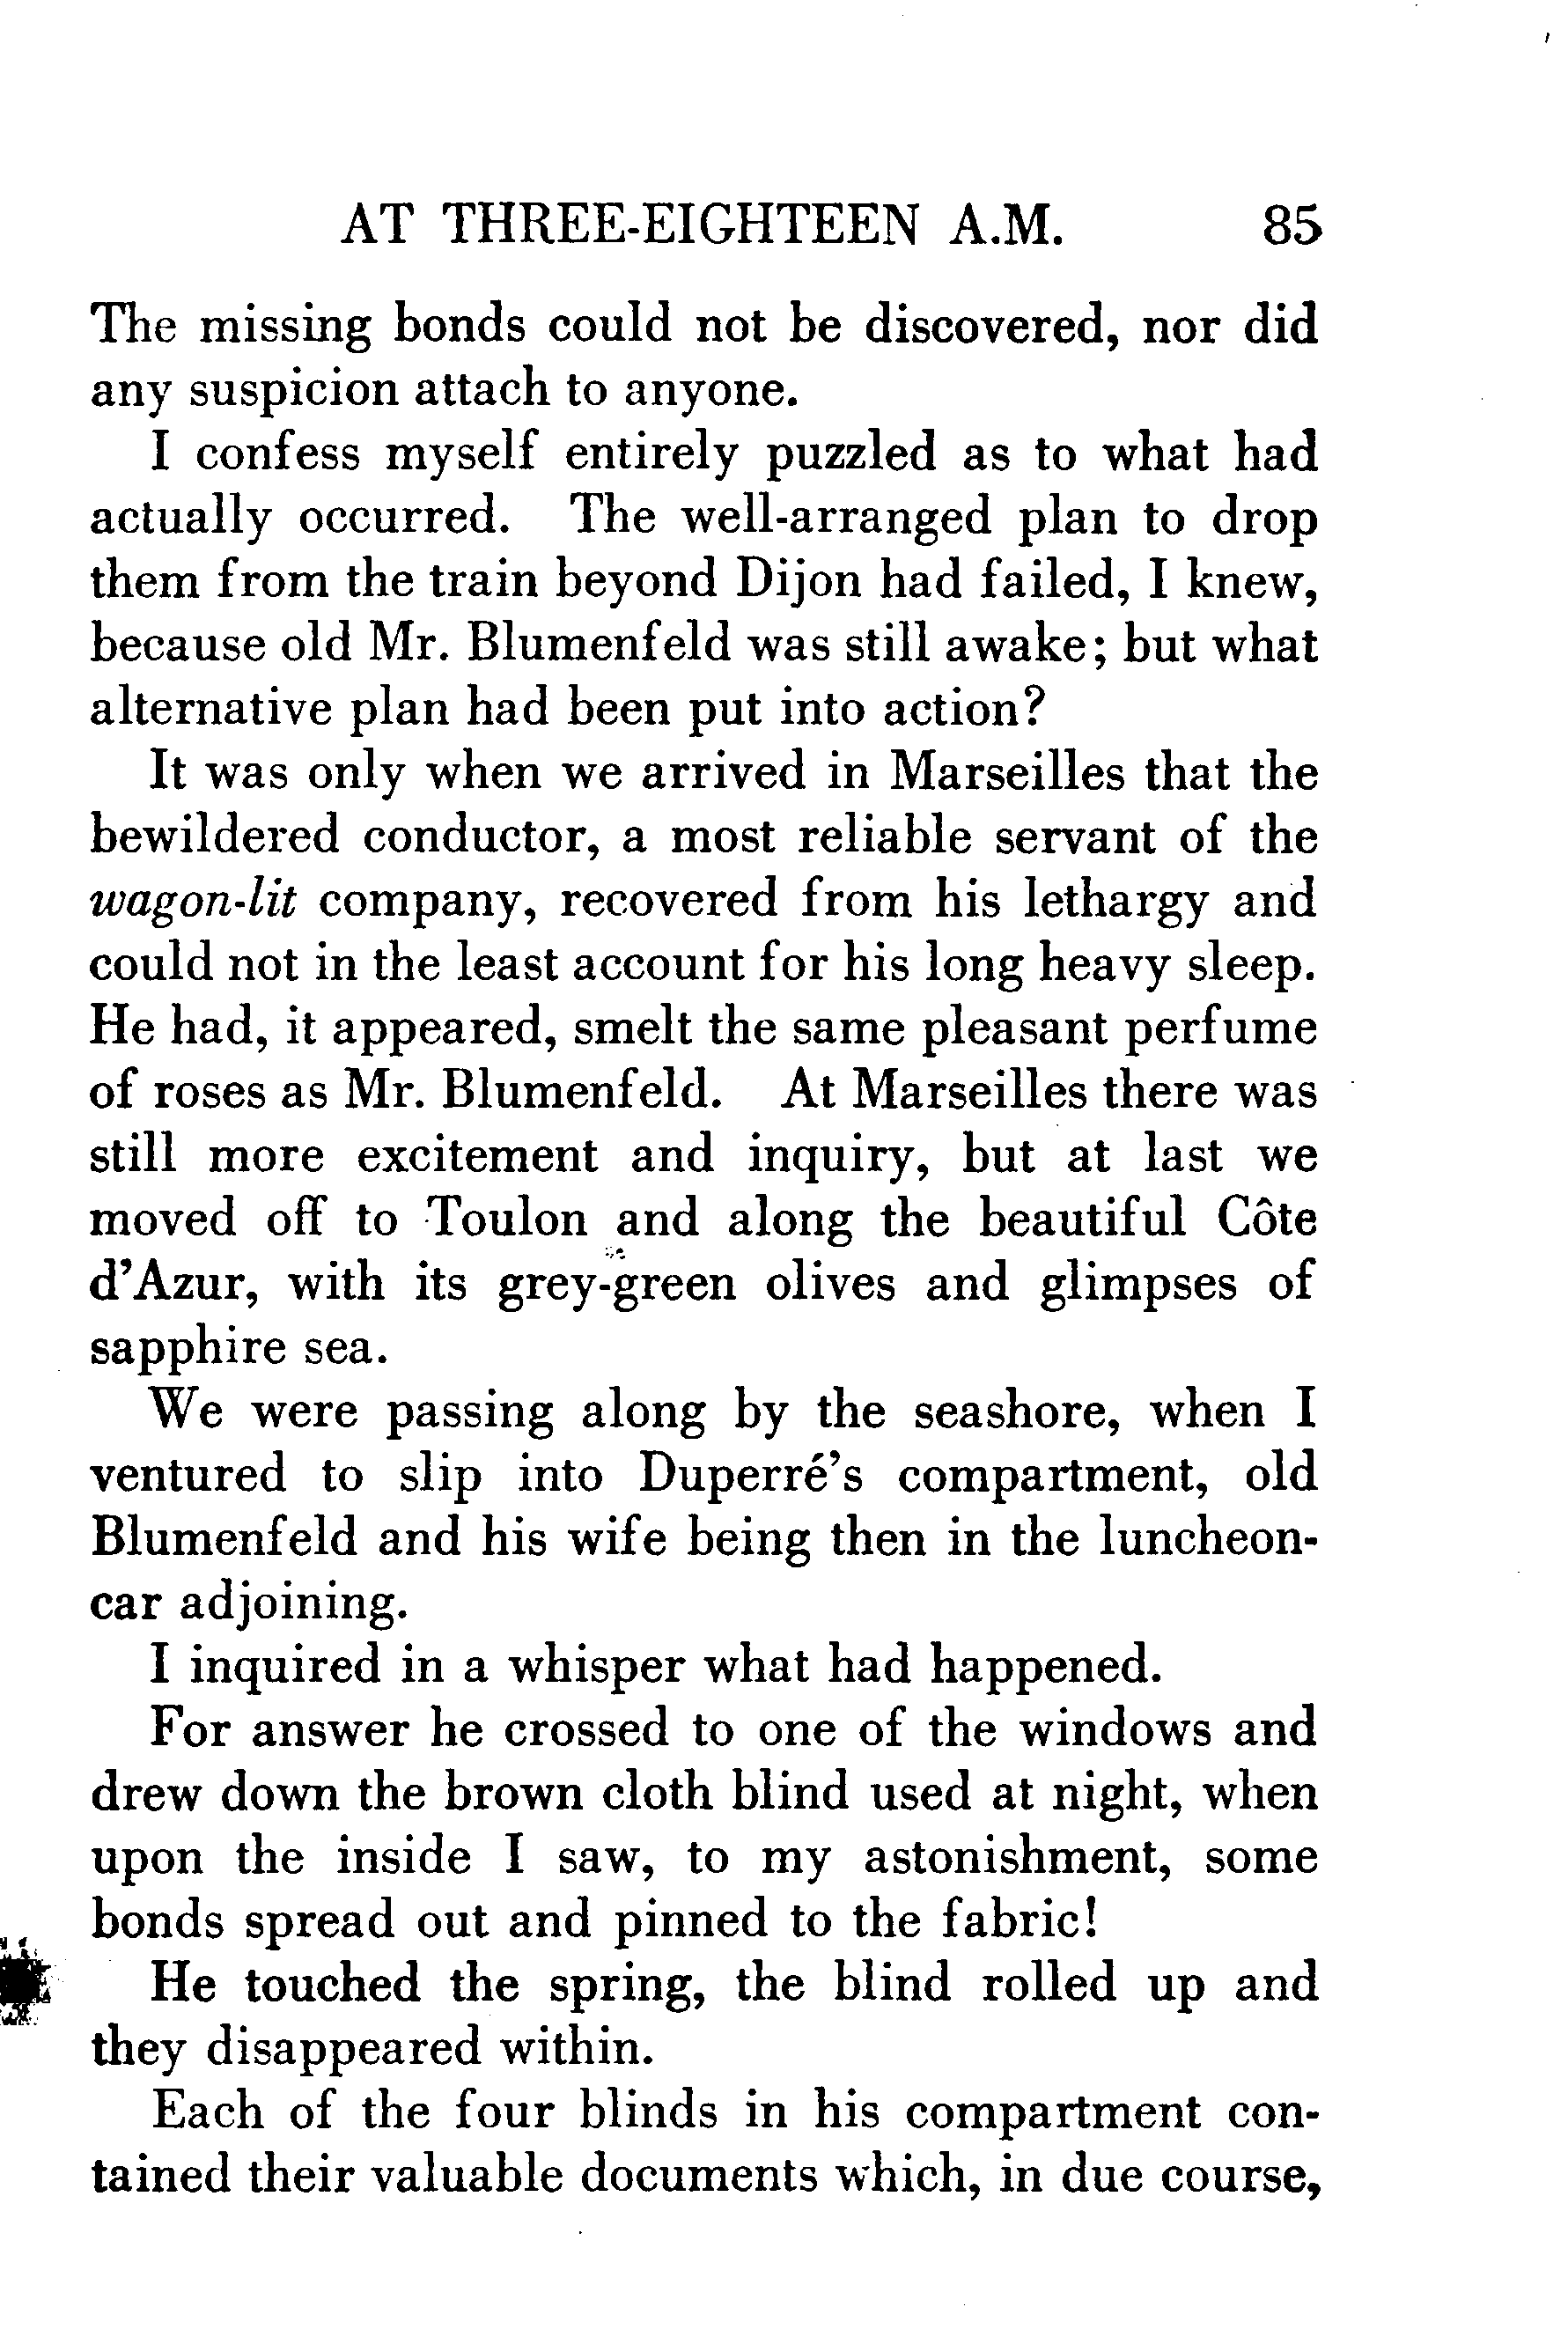 AT THREE-EIGHTEEN A.M. 85
The missing bonds could not be discovered, nor did
any suspicion attach to anyone.
I confess myself entirely puzzled as to what had
actually occurred. The well-arranged plan to drop
them from the train beyond Dijon had failed, I knew,
because old Mr. Blumenfeld was still awake; but what
alternative plan had been put into action?
It was only when we arrived in Marseilles that the
bewildered conductor, a most reliable servant of the
wagon-lit company, recovered from his lethargy and
could not in the least account for his long heavy sleep.
He had, it appeared, smelt the same pleasant perfume
of roses as Mr. Blumenfeld. At Marseilles there was
still more excitement and inquiry, but at last we
moved off to Toulon and along the beautiful Côte
d'Azur, with its grey-green olives and glimpses of
sapphire sea.
We were passing along by the seashore, when I
ventured to slip into Duperré's compartment, old
Blumenfeld and his wife being then in the luncheon-
car adjoining.
I inquired in a whisper what had happened.
For answer he crossed to one of the windows and
drew down the brown cloth blind used at night, when
upon the inside I saw, to my astonishment, some
bonds spread out and pinned to the fabric!
He touched the spring, the blind rolled up and
they disappeared within.
Each of the four blinds in his compartment con-
tained their valuable documents which, in due course,